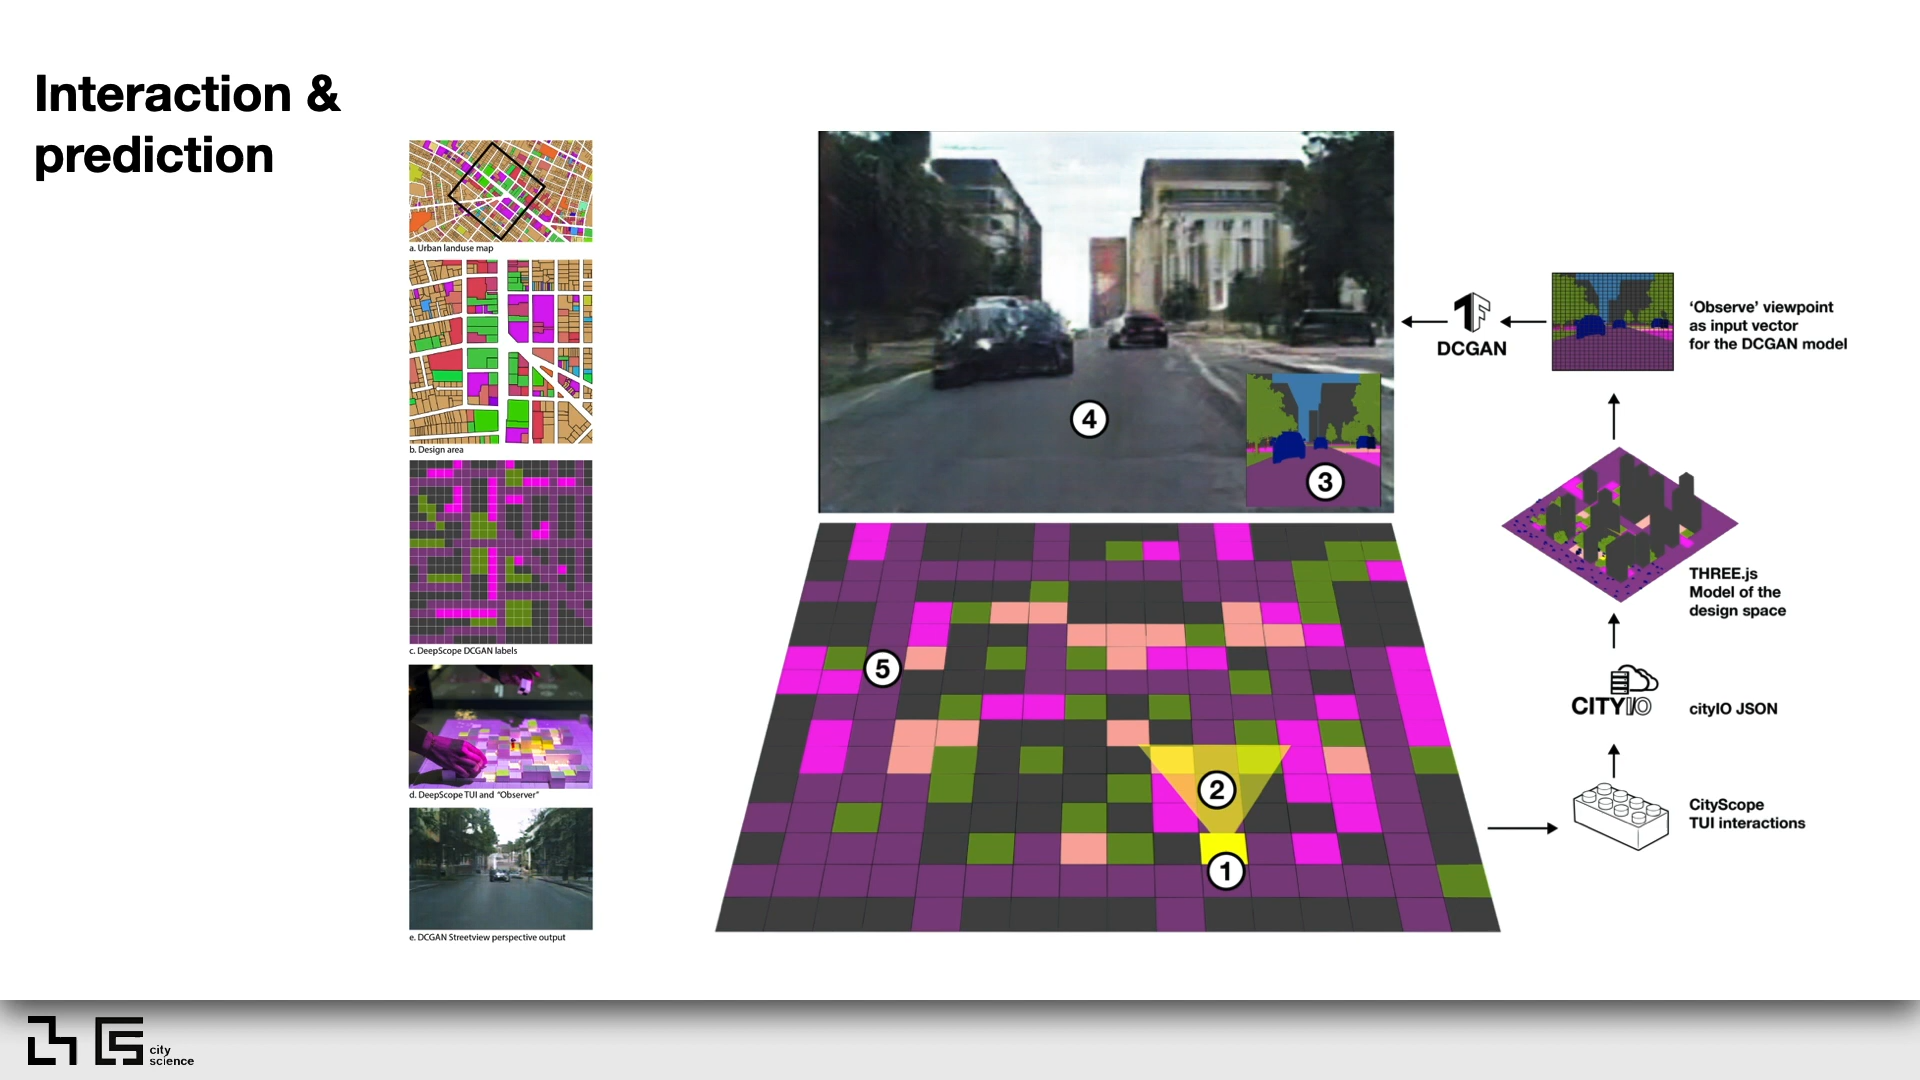 Interaction &
prediction
a. Urban landuse map
b. Design area
c. DeepScope DCGAN labels
d. DeepScope TUI and “Observer”
e. DCGAN Streetview perspective output
4
3
5
2
1
DCGAN
‘Observe’ viewpoint
as input vector
for the DCGAN model
THREE.js
Model of the
design space
CITYIO
cityIO JSON
CityScope
TUI interactions
city
science